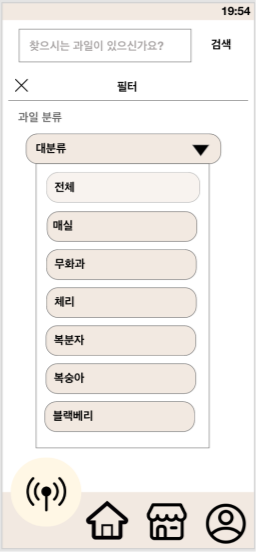 19:54
찾으시는 과일이 있으신가요? 검색
필터
과일 분류
대분류
전체
매실
무화과
체리
복분자
복숭아
블랙베리